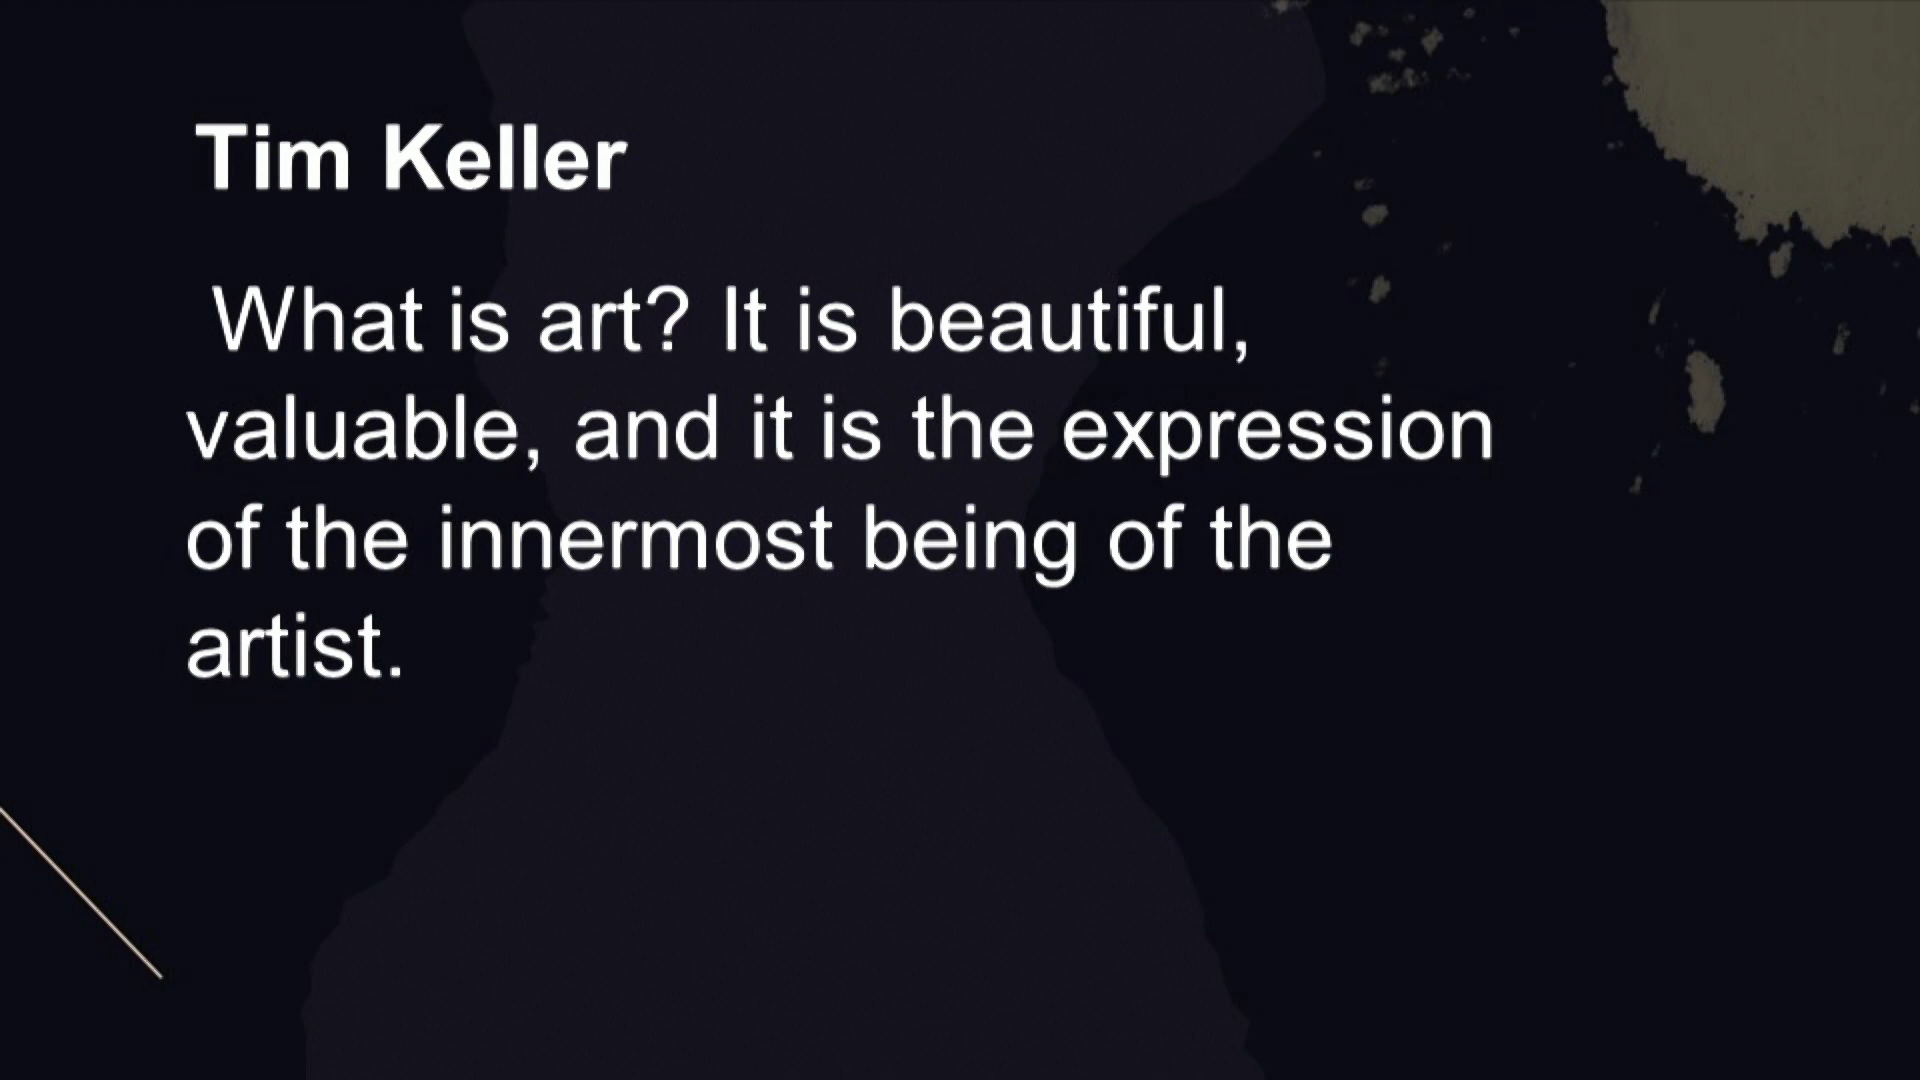 Tim Keller
What is art? It is beautiful,
valuable, and it is the expression
of the innermost being of the
artist.